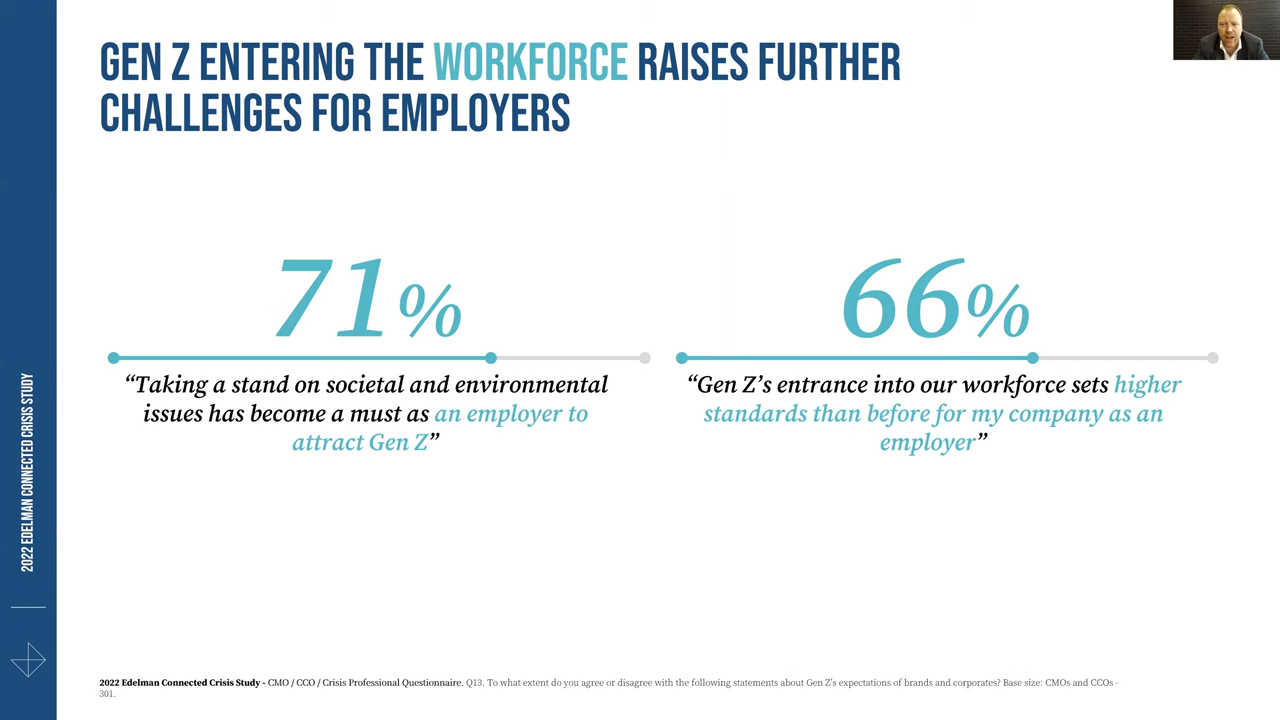 GEN Z ENTERING THE WORKFORCE RAISES FURTHER
CHALLENGES FOR EMPLOYERS
71%
“Taking a stand on societal and environmental
issues has become a must as an employer to
attract Gen Z”
66%
“Gen Z’s entrance into our workforce sets higher
standards than before for my company as an
employer”
2022 EDELMAN CONNECTED CRISIS STUDY
2022 Edelman Connected Crisis Study - CMO / CCO / Crisis Professional Questionnaire. Q13. To what extent do you agree or disagree with the following statements about Gen Z’s expectations of brands and corporates? Base size: CMOs and CCOs -
301.